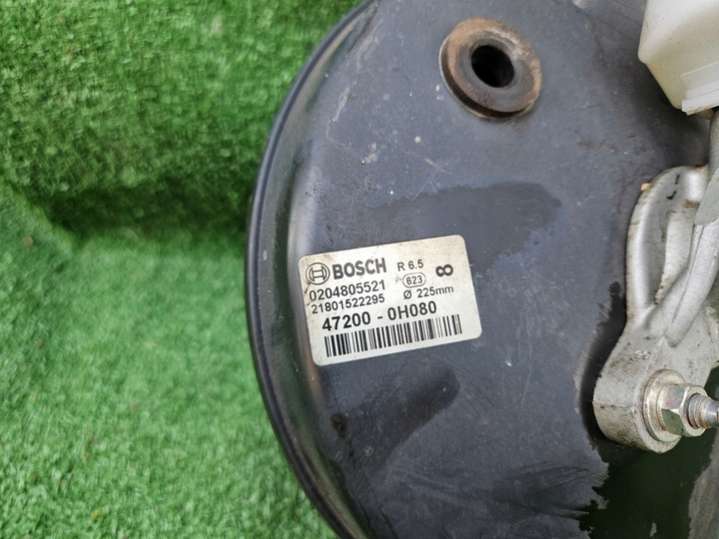 BOSCH R 6.5 ∞
0204805521 823
21801522295 Ø 225mm
47200 - 0H080